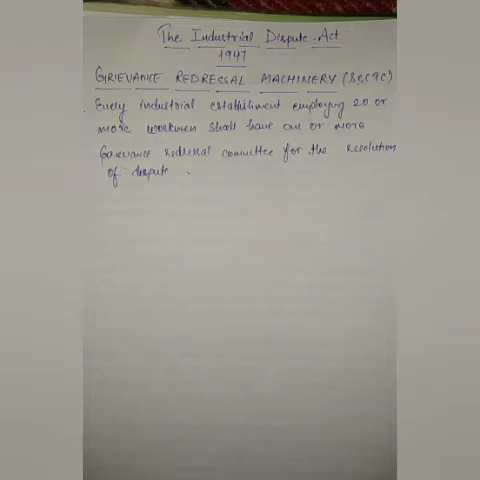 The Industrial Dispute Act
1947
GRIEVANCE REDRESSAL MACHINERY (Sec 9C)
Every industrial establishment employing 20 or
more workmen shall have one or more
Grievance redressal committee for the resolution
of dispute .